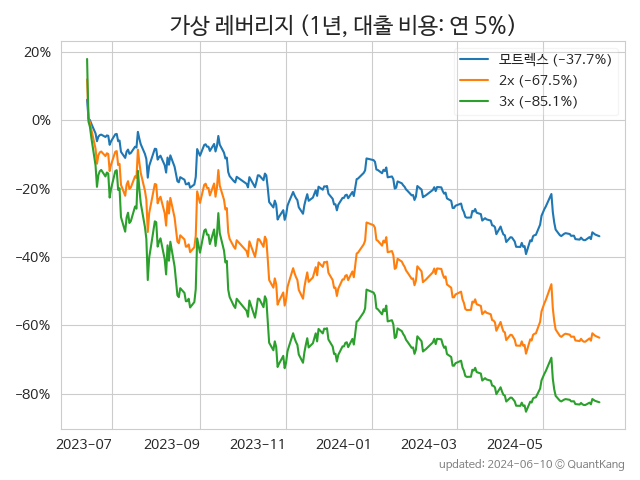 가상 레버리지 (1년, 대출 비용: 연 5%)
모트렉스 (−37.7%)
2x (−67.5%)
3x (−85.1%)
20%
0%
−20%
−40%
−60%
−80%
2023-07 2023-09 2023-11 2024-01 2024-03 2024-05
updated: 2024-06-10 © QuantKang